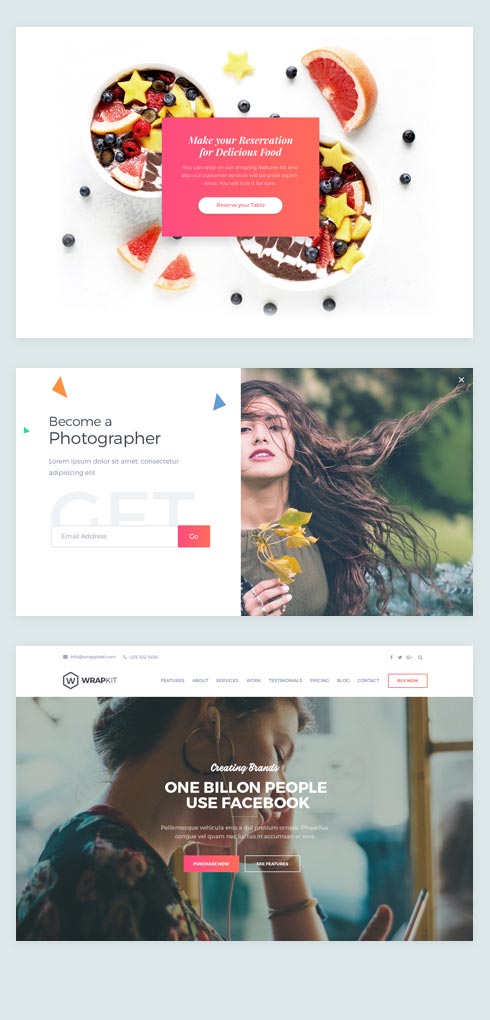 Make your Reservation
for Delicious Food
You can relay on our amazing features list and
also our customer services will be great experi-
ence. You will love it for sure.
Reserve your Table
Become a
Photographer
Lorem ipsum dolor sit amet, consectetur
adipisicing elit
GET
Email Address
Go
info@wrappixel.com
+215 102 3456
WRAPKIT
FEATURES ABOUT SERVICES WORK TESTIMONIALS PRICING BLOG CONTACT BUY NOW
Creating Brands
ONE BILLON PEOPLE
USE FACEBOOK
Pellentesque vehicula eros a dui pretium ornare. Phasellus
congue vel quam nec luctus.In accumsan at eros.
PURCHASE NOW
SEE FEATURES